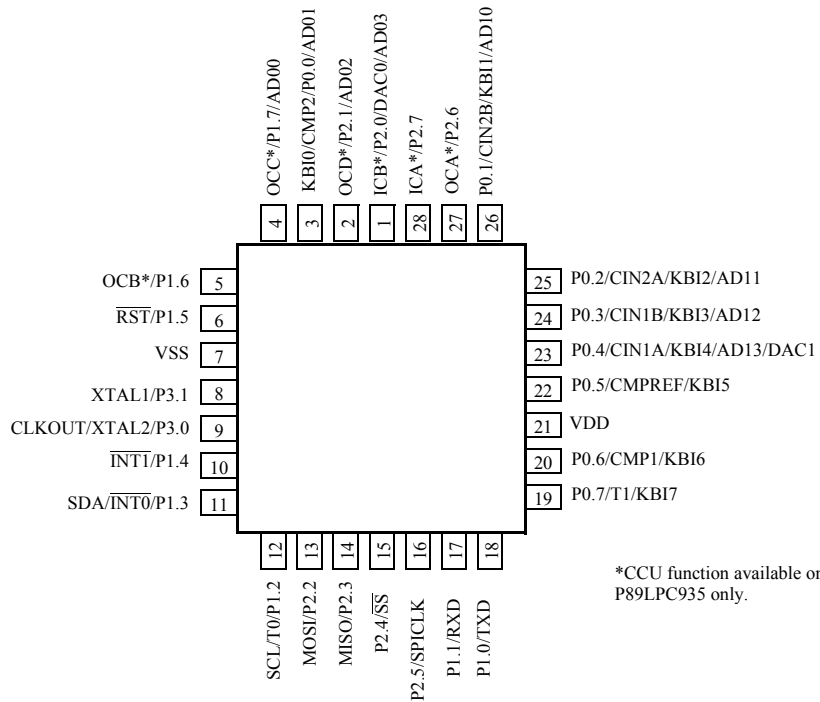 OCC*/P1.7/AD00
KBI0/CMP2/P0.0/AD01
OCD*/P2.1/AD02
ICB*/P2.0/DAC0/AD03
ICA*/P2.7
OCA*/P2.6
P0.1/CIN2B/KBI1/AD10
4
3
2
1
28
27
26
OCB*/P1.6 5
RST/P1.5 6
VSS 7
XTAL1/P3.1 8
CLKOUT/XTAL2/P3.0 9
INT1/P1.4 10
SDA/INT0/P1.3 11
25 P0.2/CIN2A/KBI2/AD11
24 P0.3/CIN1B/KBI3/AD12
23 P0.4/CIN1A/KBI4/AD13/DAC1
22 P0.5/CMPREF/KBI5
21 VDD
20 P0.6/CMP1/KBI6
19 P0.7/T1/KBI7
12
13
14
15
16
17
18
SCL/T0/P1.2
MOSI/P2.2
MISO/P2.3
P2.4/SS
P2.5/SPICLK
P1.1/RXD
P1.0/TXD
*CCU function available on
P89LPC935 only.